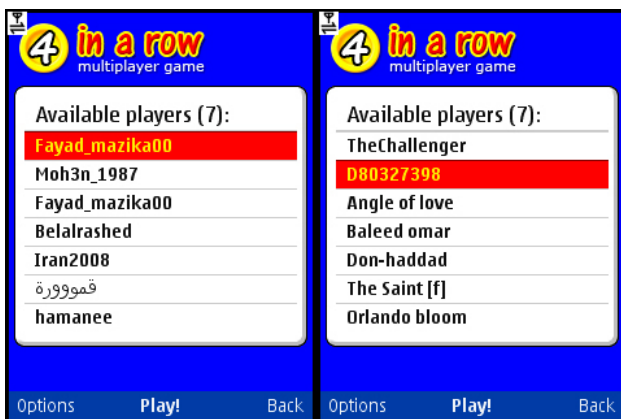 4 in a row
multiplayer game
Available players (7):
Fayad_mazika00
Moh3n_1987
Fayad_mazika00
Belalrashed
Iran2008
قموووورة
hamanee
Options Play! Back
4 in a row
multiplayer game
Available players (7):
TheChallenger
D80327398
Angle of love
Baleed omar
Don-haddad
The Saint [f]
Orlando bloom
Options Play! Back